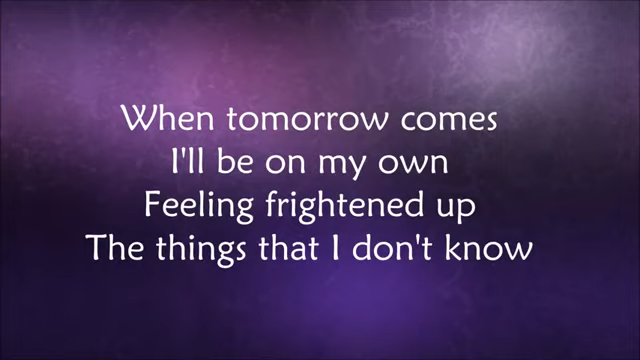 When tomorrow comes
I'll be on my own
Feeling frightened up
The things that I don't know